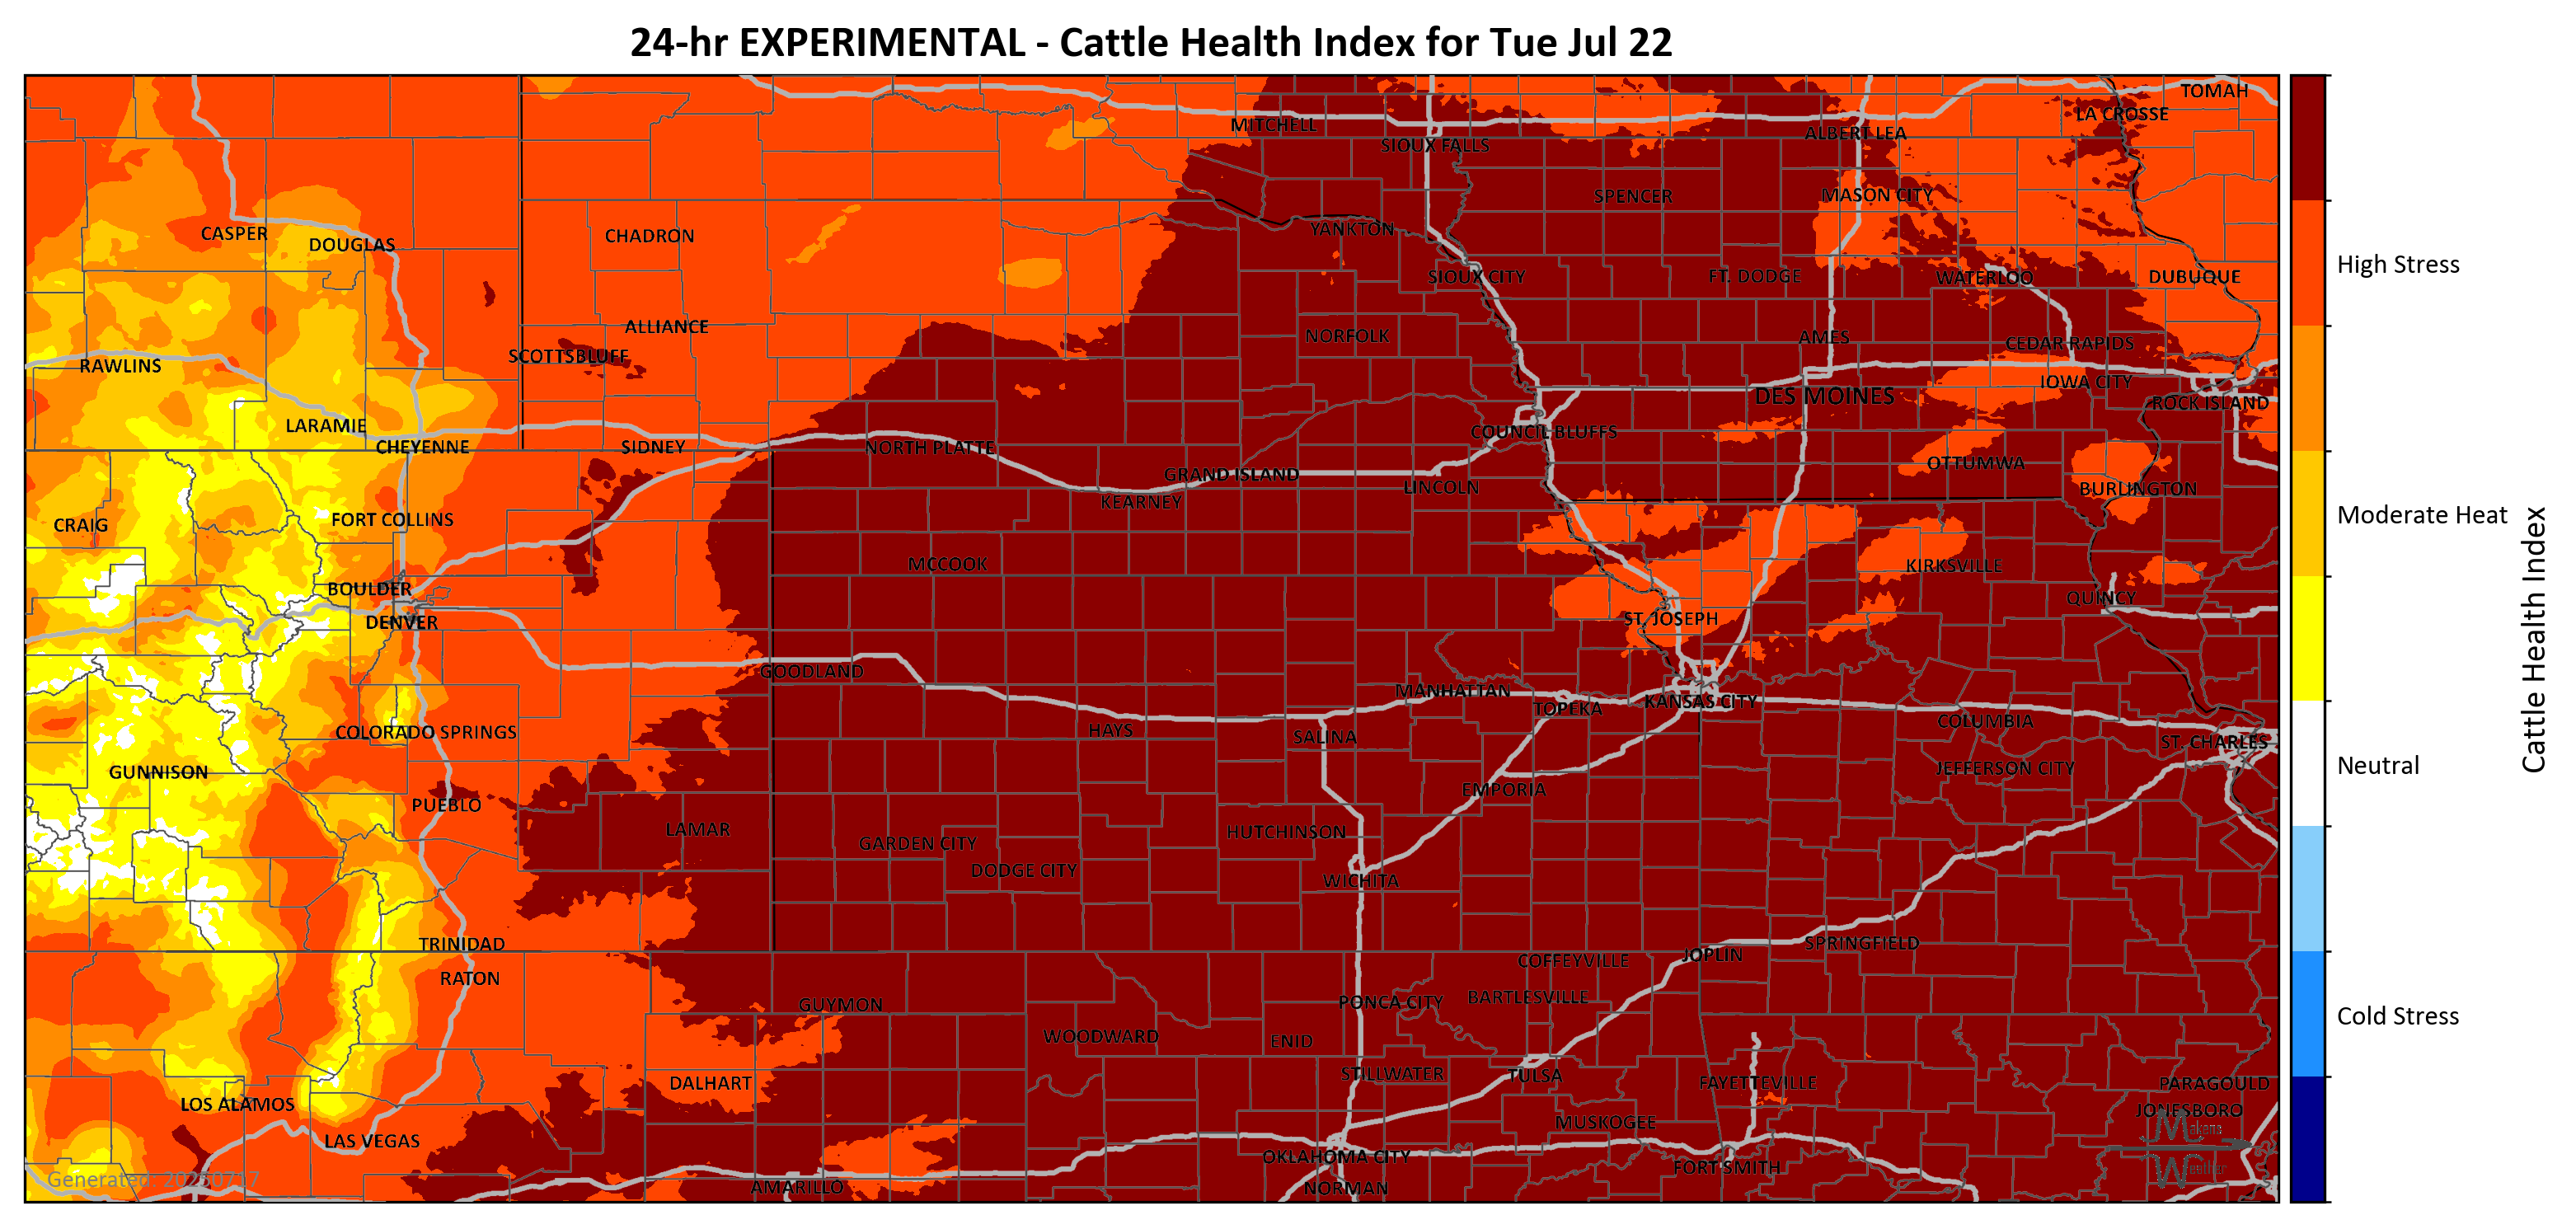 24-hr EXPERIMENTAL - Cattle Health Index for Tue Jul 22
TOMAH
LA CROSSE
MITCHELL
ALBERT LEA
SIOUX FALLS
SPENCER
MASON CITY
CASPER
DOUGLAS
CHADRON
YANKTON
SIOUX CITY
FT. DODGE
WATERLOO
DUBUQUE
High Stress
ALLIANCE
NORFOLK
AMES
CEDAR RAPIDS
SCOTTSBLUFF
RAWLINS
IOWA CITY
DES MOINES
ROCK ISLAND
LARAMIE
CHEYENNE
SIDNEY
NORTH PLATTE
COUNCIL BLUFFS
GRAND ISLAND
OTTUMWA
LINCOLN
BURLINGTON
KEARNEY
Moderate Heat
CRAIG
FORT COLLINS
MCCOOK
KIRKSVILLE
BOULDER
QUINCY
DENVER
ST. JOSEPH
Cattle Health Index
GOODLAND
MANHATTAN
TOPEKA
KANSAS CITY
COLUMBIA
COLORADO SPRINGS
HAYS
SALINA
ST. CHARLES
GUNNISON
JEFFERSON CITY
Neutral
EMPORIA
PUEBLO
LAMAR
HUTCHINSON
GARDEN CITY
DODGE CITY
WICHITA
TRINIDAD
SPRINGFIELD
JOPLIN
COFFEYVILLE
RATON
BARTLESVILLE
PONCA CITY
GUYMON
Cold Stress
WOODWARD
ENID
STILLWATER
TULSA
DALHART
FAYETTEVILLE
PARAGOULD
LOS ALAMOS
JONESBORO
MUSKOGEE
Makens
LAS VEGAS
OKLAHOMA CITY
FORT SMITH
Weather
Generated: 20250717
AMARILLO
NORMAN